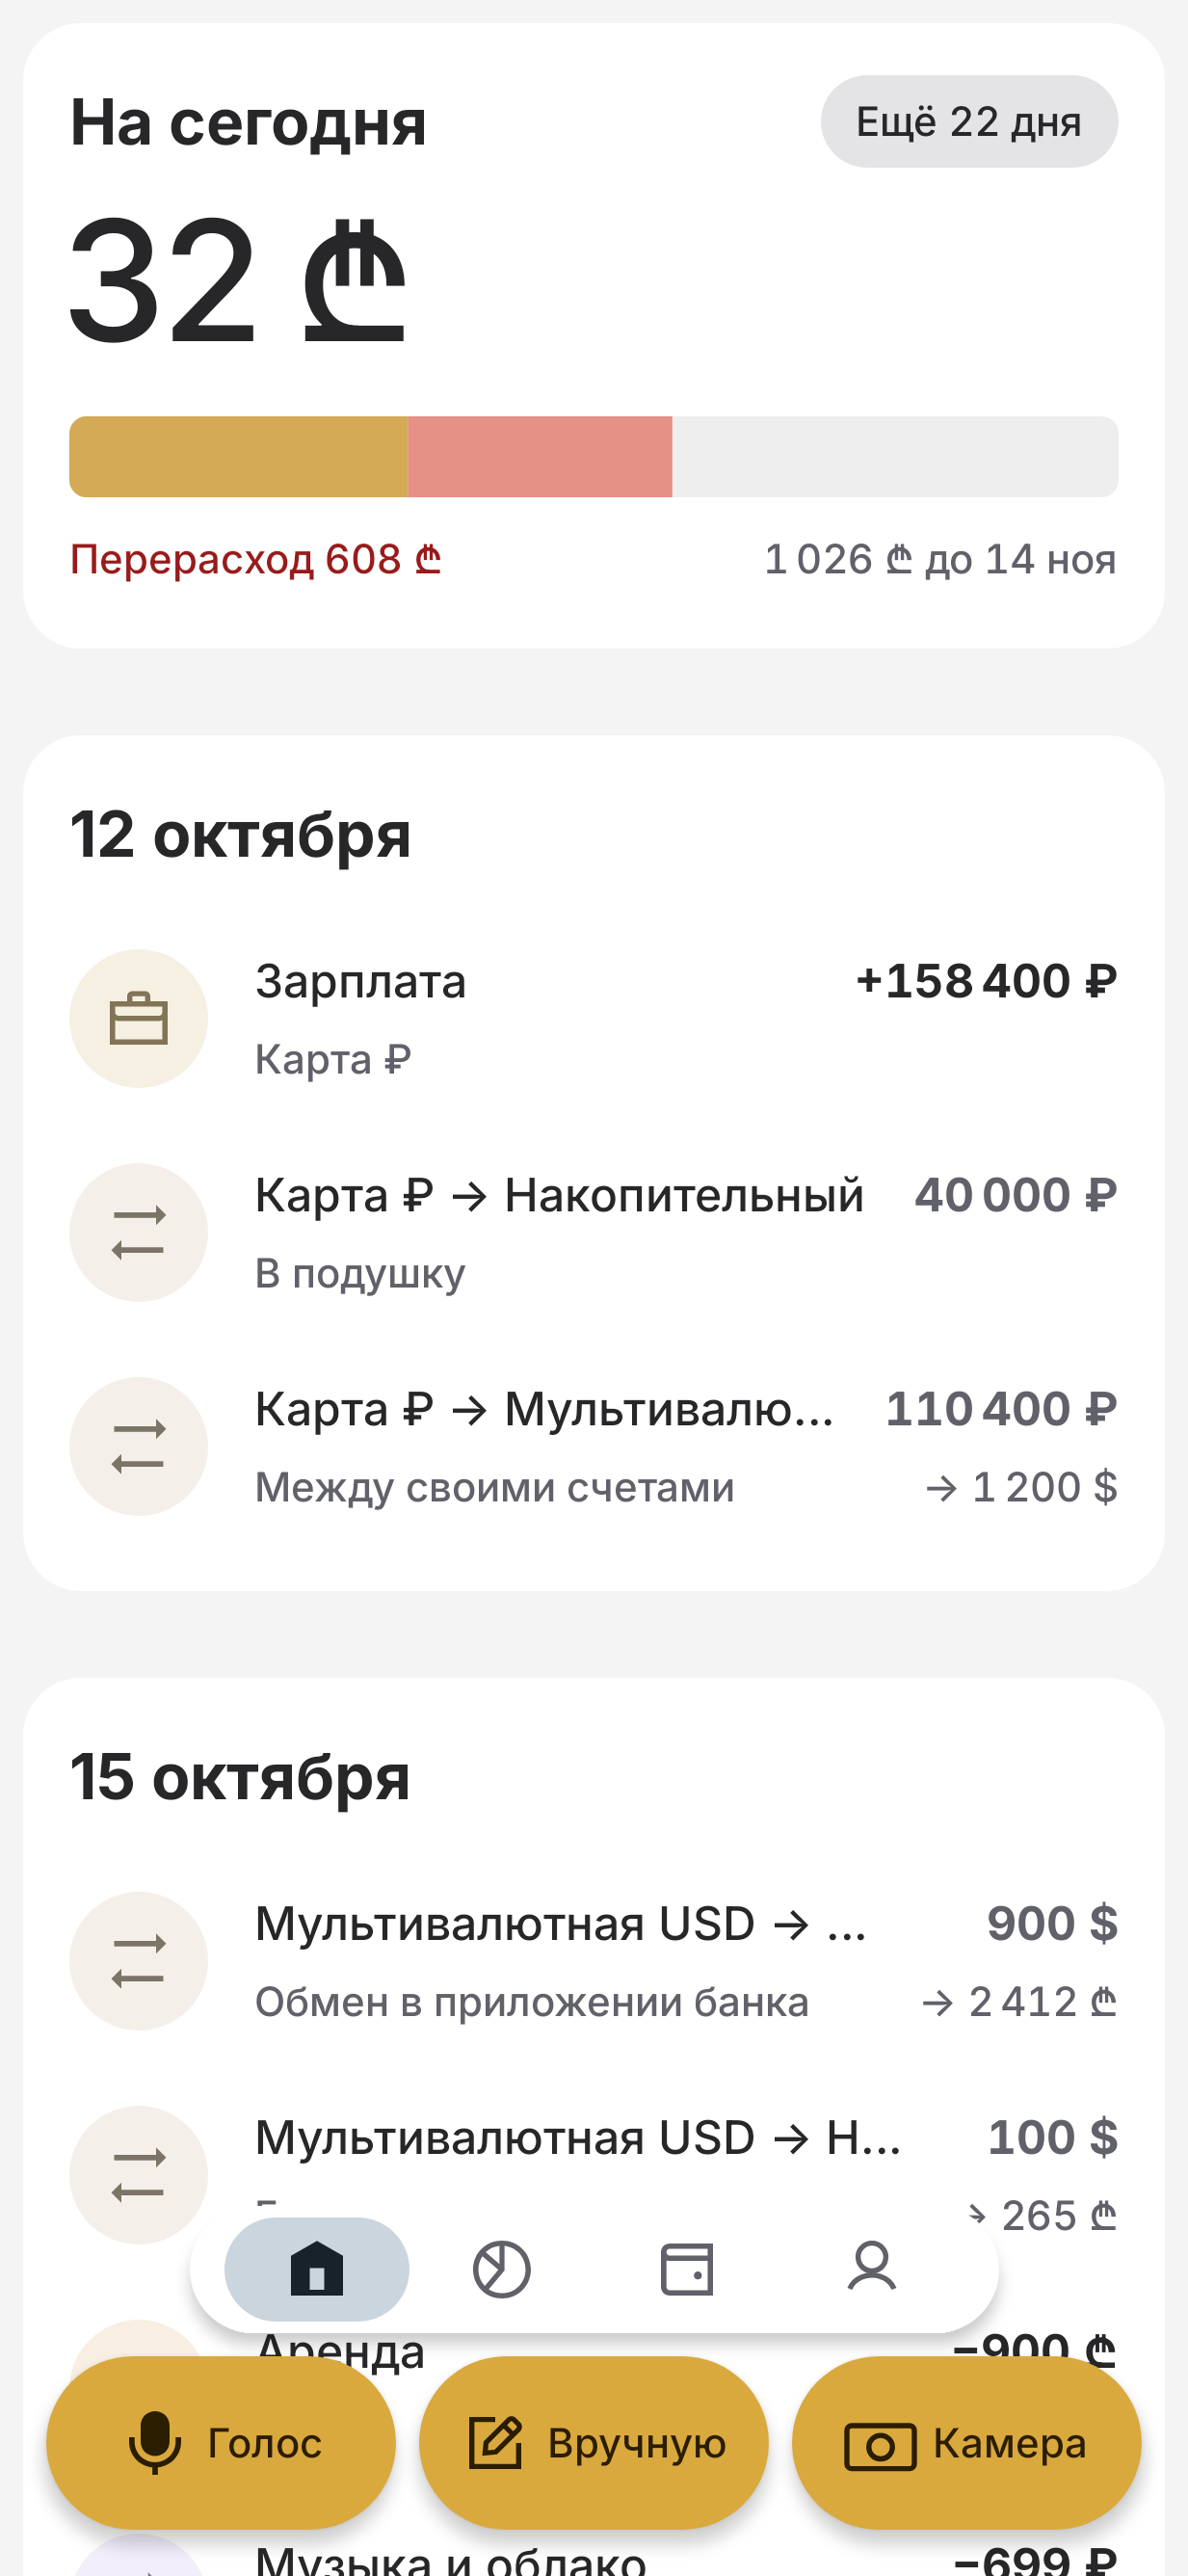 На сегодня
Ещё 22 дня
32 ₾
Перерасход 608 ₾
1 026 ₾ до 14 ноя
12 октября
Зарплата
+158 400 ₽
Карта ₽
Карта ₽ → Накопительный
40 000 ₽
В подушку
Карта ₽ → Мультивалю...
110 400 ₽
Между своими счетами
→ 1 200 $
15 октября
Мультивалютная USD → ...
900 $
Обмен в приложении банка
→ 2 412 ₾
Мультивалютная USD → Н...
100 $
→ 265 ₾
Аренда
−900 ₾
Голос
Вручную
Камера
Музыка и облако
−699 ₽